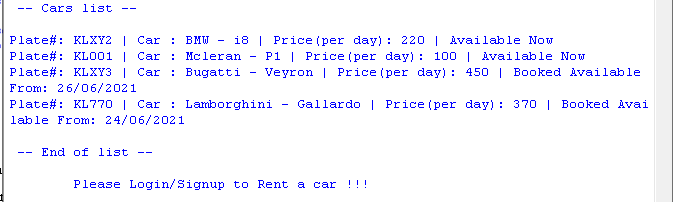 -- Cars list --
Plate#: KLXY2 | Car : BMW - i8 | Price(per day): 220 | Available Now
Plate#: KL001 | Car : Mcleran - P1 | Price(per day): 100 | Available Now
Plate#: KLXY3 | Car : Bugatti - Veyron | Price(per day): 450 | Booked Available
From: 26/06/2021
Plate#: KL770 | Car : Lamborghini - Gallardo | Price(per day): 370 | Booked Avai
lable From: 24/06/2021
-- End of list --
Please Login/Signup to Rent a car !!!